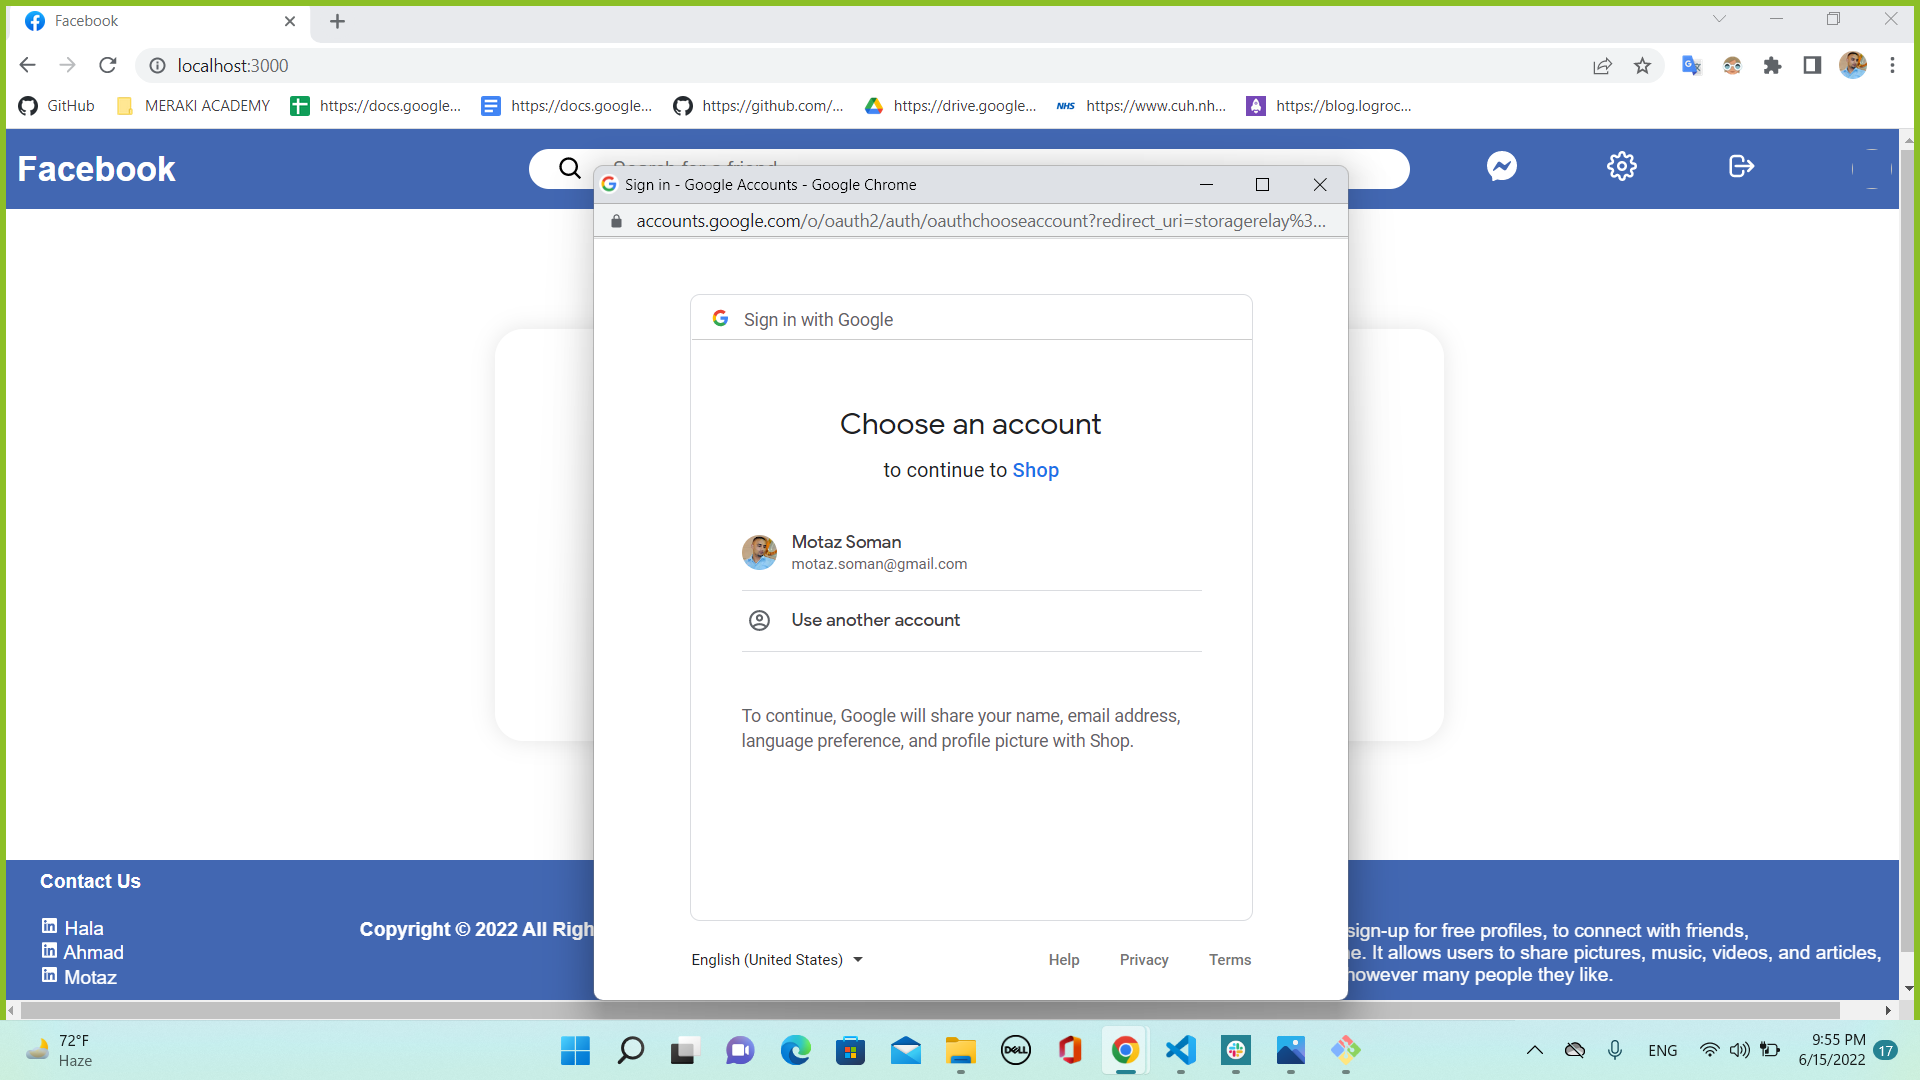 Facebook
localhost:3000
GitHub
MERAKI ACADEMY
https://docs.google...
https://docs.google...
https://github.com/...
https://drive.google...
NHS
https://www.cuh.nh...
https://blog.logroc...
Facebook
Search for a friend
Sign in - Google Accounts - Google Chrome
accounts.google.com/o/oauth2/auth/oauthchooseaccount?redirect_uri=storagerelay%3...
Sign in with Google
Choose an account
to continue to Shop
Motaz Soman
motaz.soman@gmail.com
Use another account
To continue, Google will share your name, email address,
language preference, and profile picture with Shop.
English (United States)
Help
Privacy
Terms
Contact Us
Hala
Ahmad
Motaz
Copyright © 2022 All Righ
sign-up for free profiles, to connect with friends,
e. It allows users to share pictures, music, videos, and articles,
however many people they like.
72°F
Haze
DELL
ENG
9:55 PM
6/15/2022
17